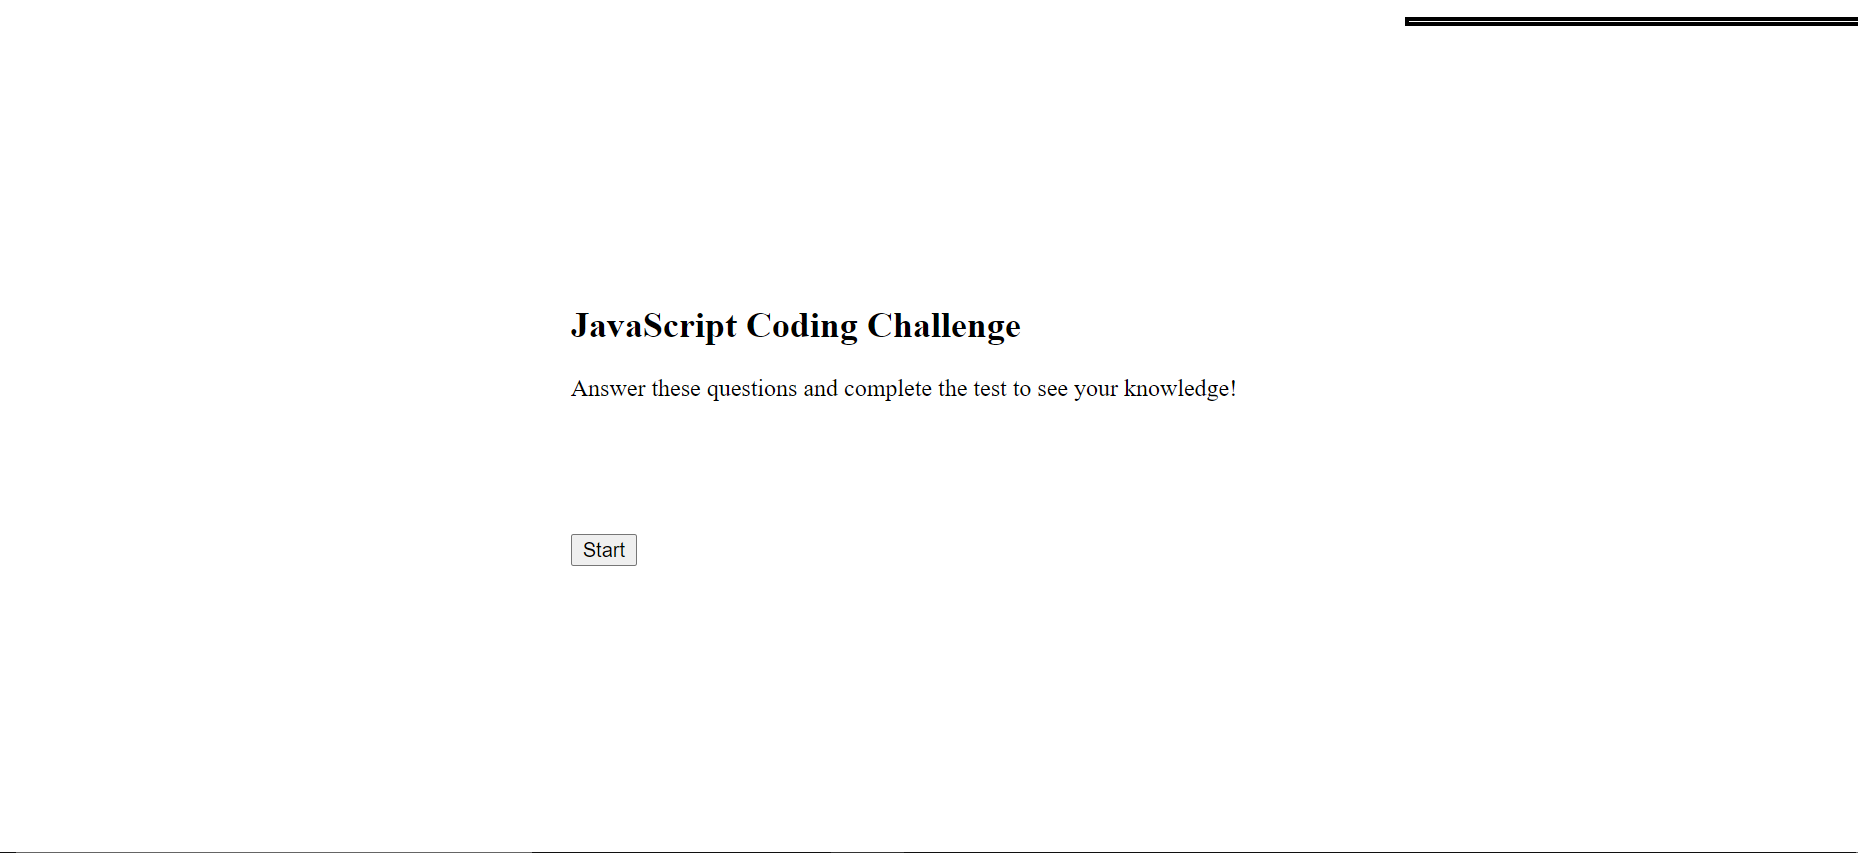 JavaScript Coding Challenge
Answer these questions and complete the test to see your knowledge!
Start